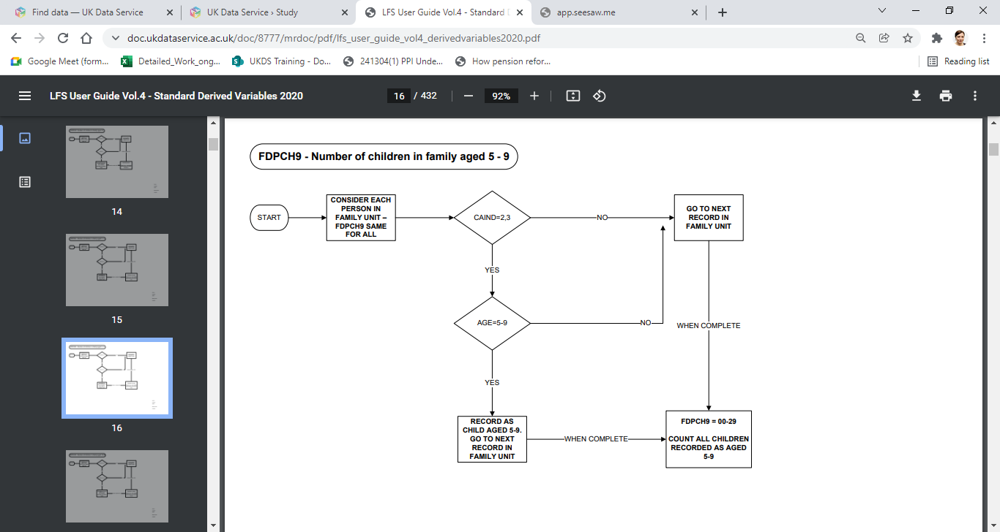 Find data — UK Data Service
UK Data Service › Study
LFS User Guide Vol.4 - Standard
app.seesaw.me
doc.ukdataservice.ac.uk/doc/8777/mrdoc/pdf/lfs_user_guide_vol4_derivedvariables2020.pdf
Google Meet (form...
Detailed_Work_ong...
UKDS Training - Do...
241304(1) PPI Unde...
How pension refor...
Reading list
LFS User Guide Vol.4 - Standard Derived Variables 2020
16 / 432
92%
14
15
16
FDPCH9 - Number of children in family aged 5 - 9
START
CONSIDER EACH
PERSON IN
FAMILY UNIT –
FDPCH9 SAME
FOR ALL
CAIND=2,3
NO
GO TO NEXT
RECORD IN
FAMILY UNIT
YES
AGE=5-9
NO
WHEN COMPLETE
YES
RECORD AS
CHILD AGED 5-9.
GO TO NEXT
RECORD IN
FAMILY UNIT
WHEN COMPLETE
FDPCH9 = 00-29
COUNT ALL CHILDREN
RECORDED AS AGED
5-9